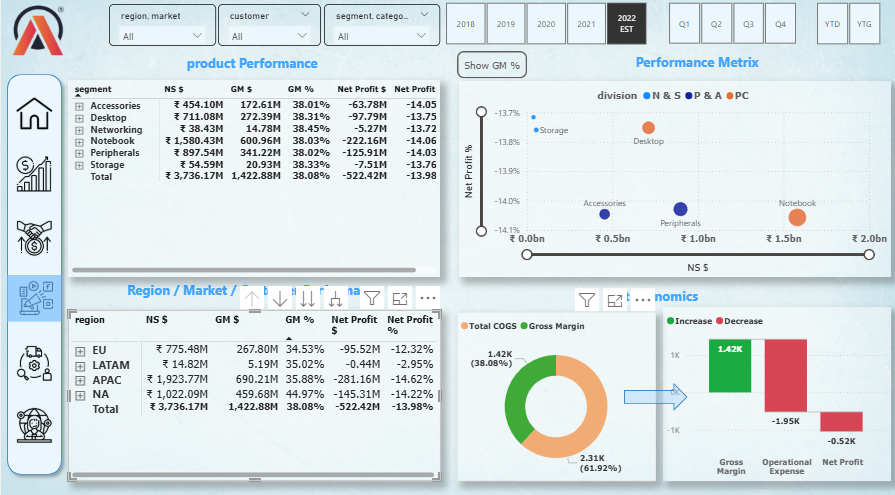 region, market
All
customer
All
segment, catego...
All
2018
2019
2020
2021
2022 EST
Q1
Q2
Q3
Q4
YTD
YTG
product Performance
segment NS $ GM $ GM % Net Profit $ Net Profit
Accessories ₹ 454.10M 172.61M 38.01% -63.78M -14.05
Desktop ₹ 711.08M 272.39M 38.31% -97.79M -13.75
Networking ₹ 38.43M 14.78M 38.45% -5.27M -13.72
Notebook ₹ 1,580.43M 600.96M 38.03% -222.16M -14.06
Peripherals ₹ 897.54M 341.22M 38.02% -125.91M -14.03
Storage ₹ 54.59M 20.93M 38.33% -7.51M -13.76
Total ₹ 3,736.17M 1,422.88M 38.08% -522.42M -13.98
Show GM %
Performance Metrix
division N & S P & A PC
Net Profit %
-13.7%
-13.8%
-14.0%
-14.1%
Storage
Desktop
Accessories
Peripherals
Notebook
₹ 0.0bn ₹ 0.5bn ₹ 1.0bn ₹ 1.5bn ₹ 2.0bn
NS $
Region / Market /
region NS $ GM $ GM % Net Profit $ Net Profit %
EU ₹ 775.48M 267.80M 34.53% -95.52M -12.32%
LATAM ₹ 14.82M 5.19M 35.02% -0.44M -2.95%
APAC ₹ 1,923.77M 690.21M 35.88% -281.16M -14.62%
NA ₹ 1,022.09M 459.68M 44.97% -145.31M -14.22%
Total ₹ 3,736.17M 1,422.88M 38.08% -522.42M -13.98%
nomics
Total COGS Gross Margin
1.42K
(38.08%)
2.31K
(61.92%)
Increase Decrease
1K
0K
-1K
1.42K
-1.95K
-0.52K
Gross Margin
Operational Expense
Net Profit